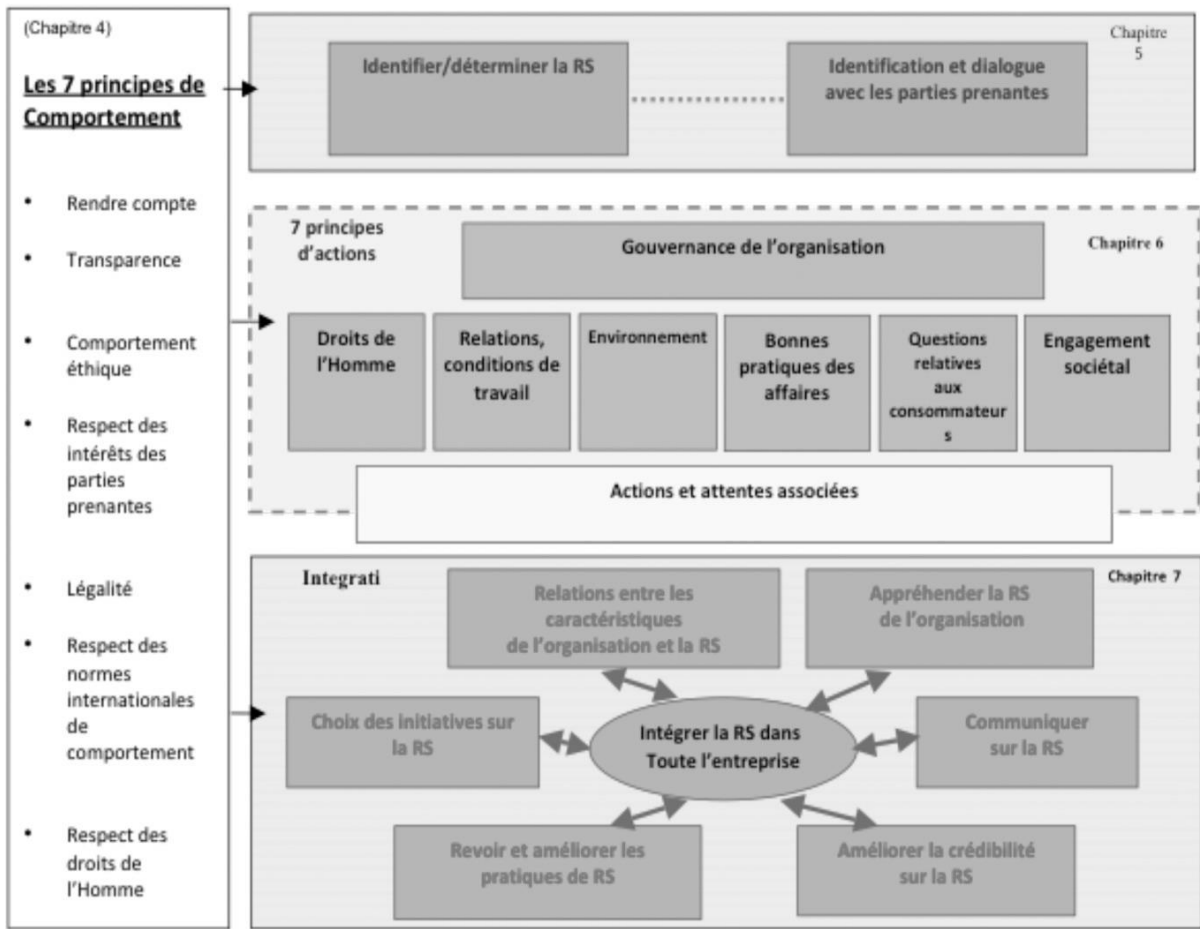 (Chapitre 4)
Les 7 principes de
Comportement
• Rendre compte
• Transparence
• Comportement
éthique
• Respect des
intérêts des
parties
prenantes
• Légalité
• Respect des
normes
internationales
de
comportement
• Respect des
droits de
l'Homme
Chapitre
5
Identifier/déterminer la RS
Identification et dialogue
avec les parties prenantes
7 principes
d'actions
Gouvernance de l'organisation
Chapitre 6
Droits de
l'Homme
Relations,
conditions de
travail
Environnement
Bonnes
pratiques des
affaires
Questions
relatives
aux
consommateur
s
Engagement
sociétal
Actions et attentes associées
Integrati
Chapitre 7
Relations entre les
caractéristiques
de l'organisation et la RS
Appréhender la RS
de l'organisation
Choix des initiatives sur
la RS
Intégrer la RS dans
Toute l'entreprise
Communiquer
sur la RS
Revoir et améliorer les
pratiques de RS
Améliorer la crédibilité
sur la RS